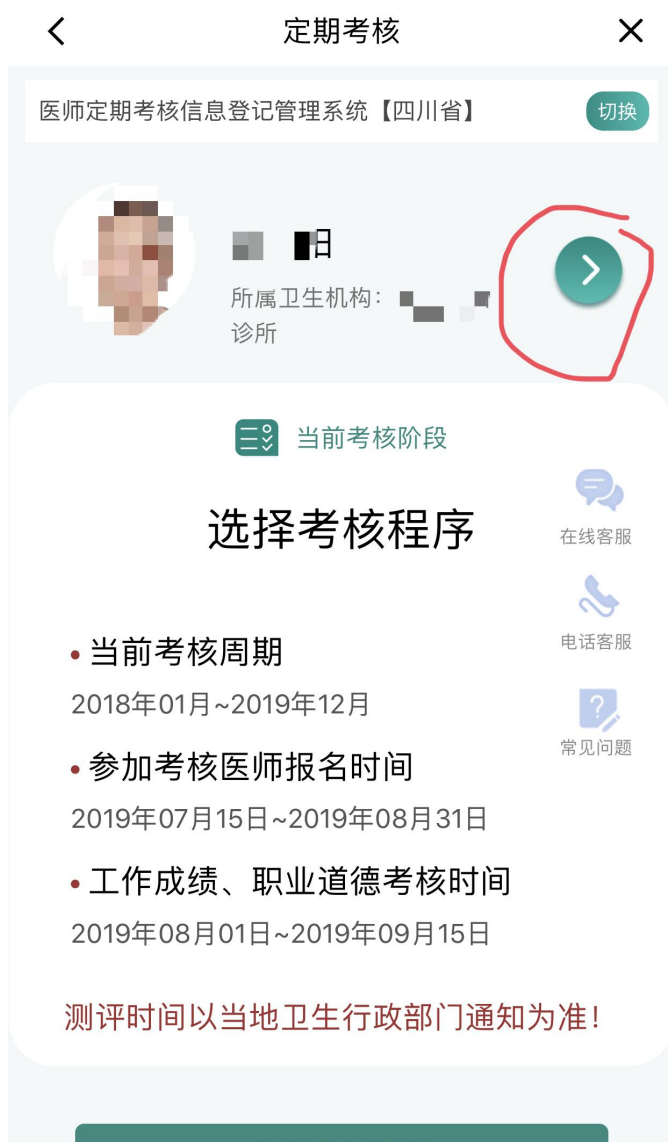 定期考核
医师定期考核信息登记管理系统【四川省】
切换
阳
所属卫生机构:
诊所
当前考核阶段
选择考核程序
在线客服
电话客服
常见问题
• 当前考核周期
2018年01月~2019年12月
• 参加考核医师报名时间
2019年07月15日~2019年08月31日
• 工作成绩、职业道德考核时间
2019年08月01日~2019年09月15日
测评时间以当地卫生行政部门通知为准!